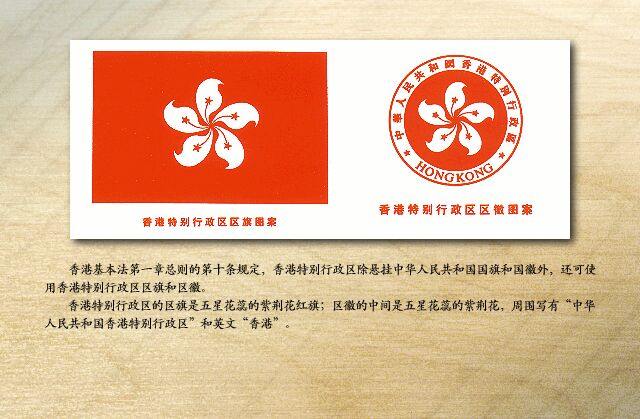 中華人民共和國香港特别行政區
HONG KONG
香港特别行政区区旗图案
香港特别行政区区徽图案
香港基本法第一章总则的第十条规定，香港特别行政区除悬挂中华人民共和国国旗和国徽外，还可使
用香港特别行政区区旗和区徽。
香港特别行政区的区旗是五星花蕊的紫荆花红旗；区徽的中间是五星花蕊的紫荆花，周围写有“中华
人民共和国香港特别行政区”和英文“香港”。